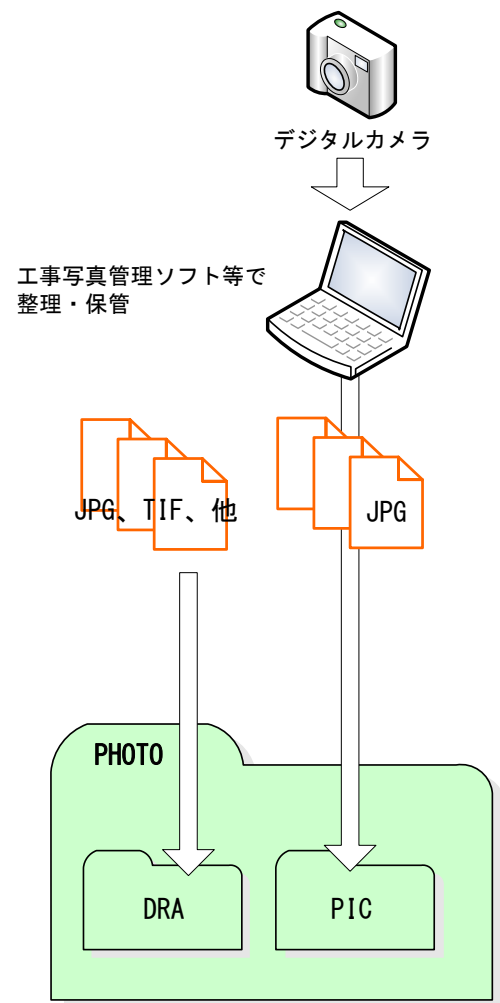 デジタルカメラ
工事写真管理ソフト等で
整理・保管
JPG、TIF、他
JPG
PHOTO
DRA
PIC